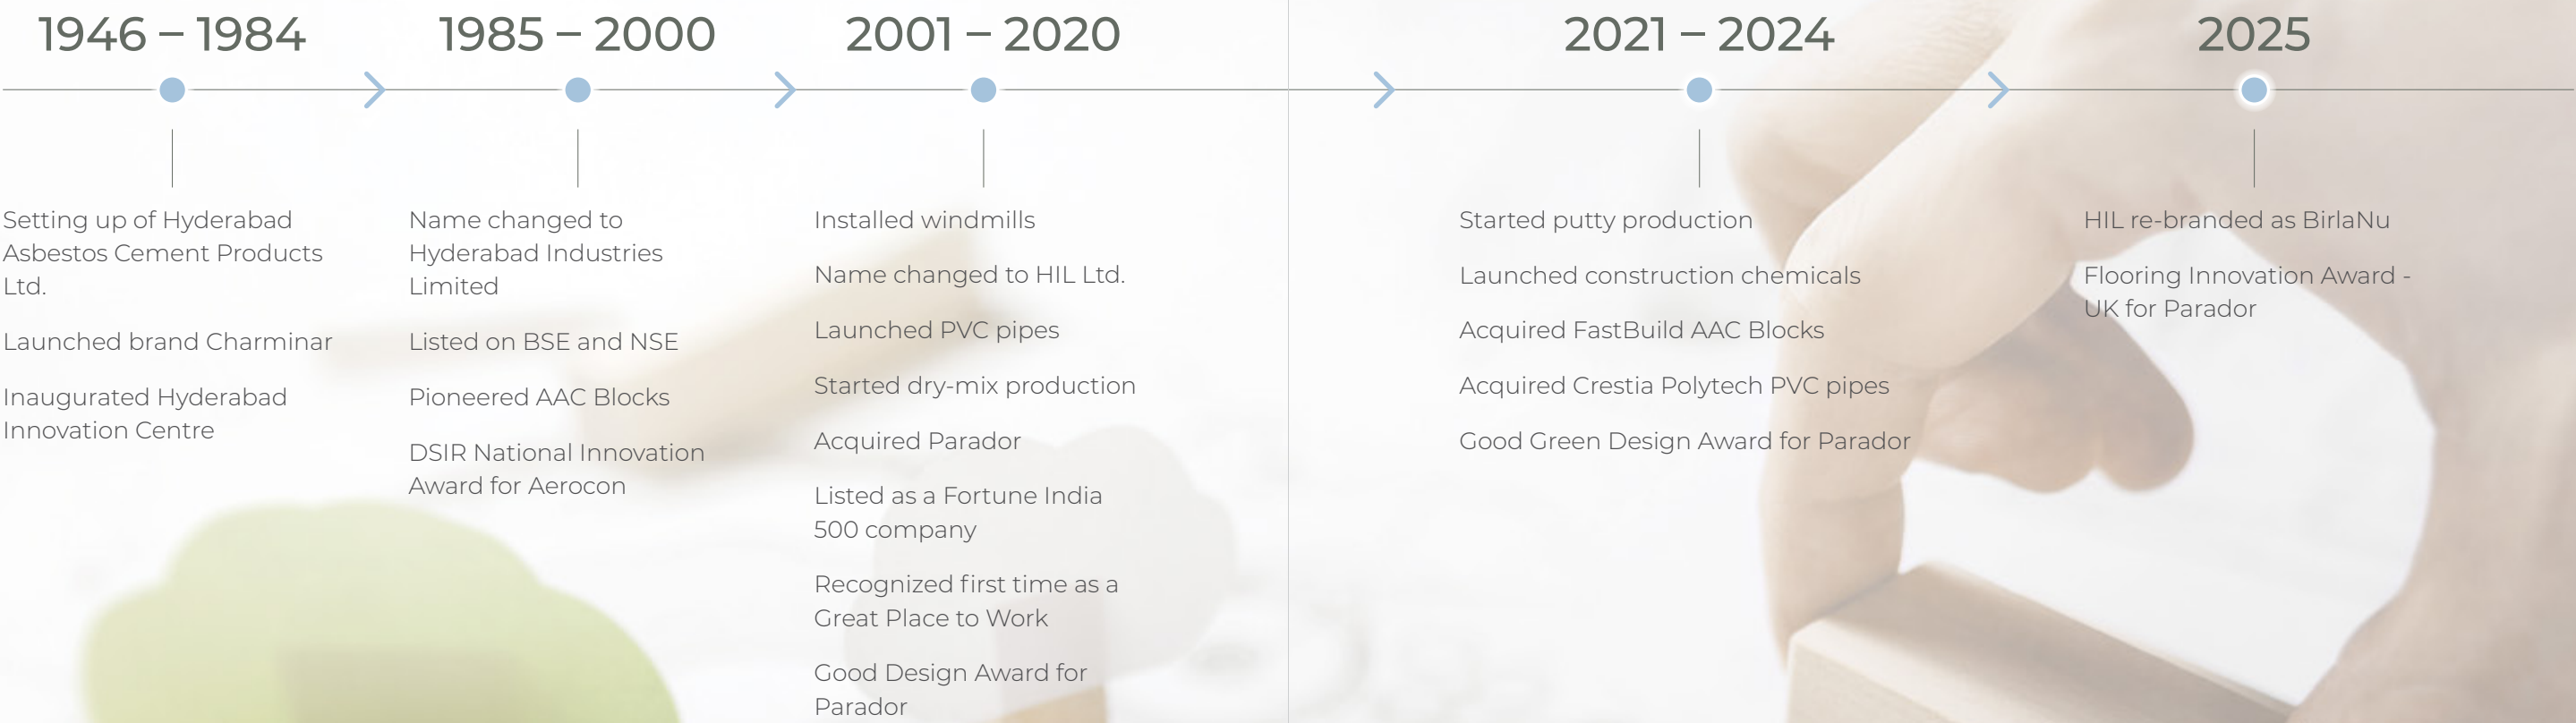 1946 – 1984
Setting up of Hyderabad
Asbestos Cement Products
Ltd.
Launched brand Charminar
Inaugurated Hyderabad
Innovation Centre
1985 – 2000
Name changed to
Hyderabad Industries
Limited
Listed on BSE and NSE
Pioneered AAC Blocks
DSIR National Innovation
Award for Aerocon
2001 – 2020
Installed windmills
Name changed to HIL Ltd.
Launched PVC pipes
Started dry-mix production
Acquired Parador
Listed as a Fortune India
500 company
Recognized first time as a
Great Place to Work
Good Design Award for
Parador
2021 – 2024
Started putty production
Launched construction chemicals
Acquired FastBuild AAC Blocks
Acquired Crestia Polytech PVC pipes
Good Green Design Award for Parador
2025
HIL re-branded as BirlaNu
Flooring Innovation Award -
UK for Parador